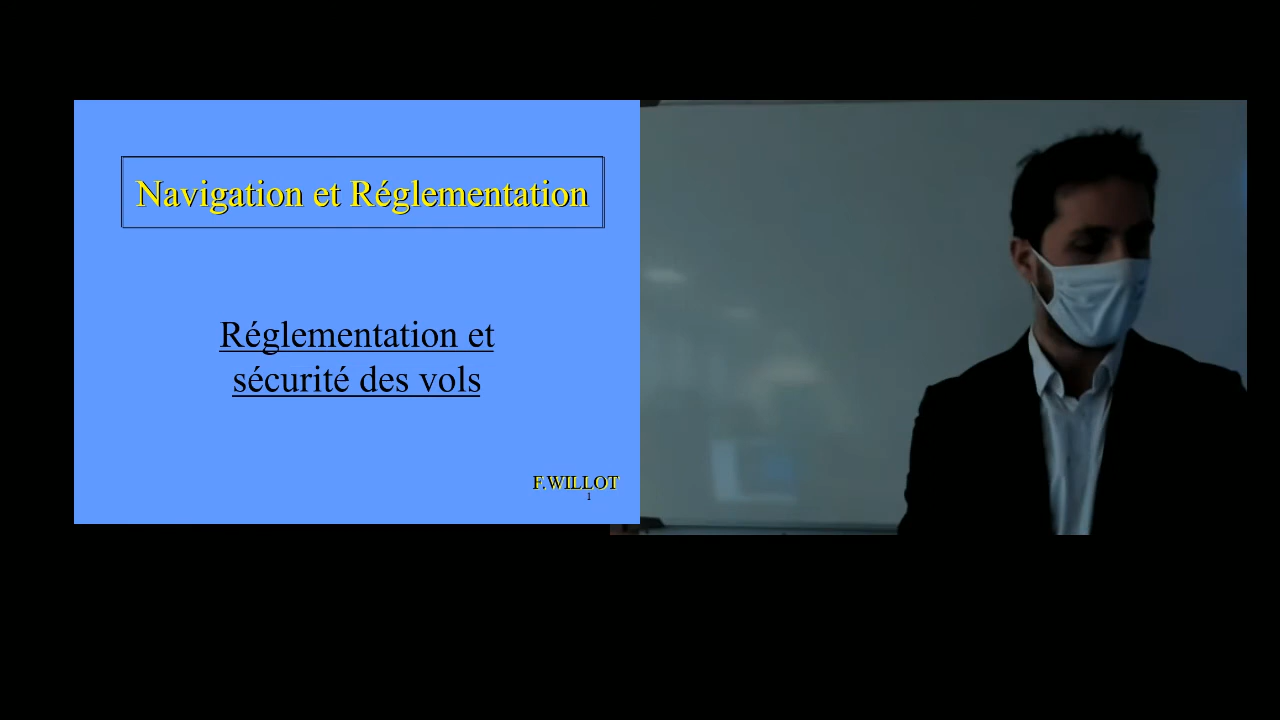 Navigation et Réglementation
Réglementation et
sécurité des vols
F.WILLOT
1